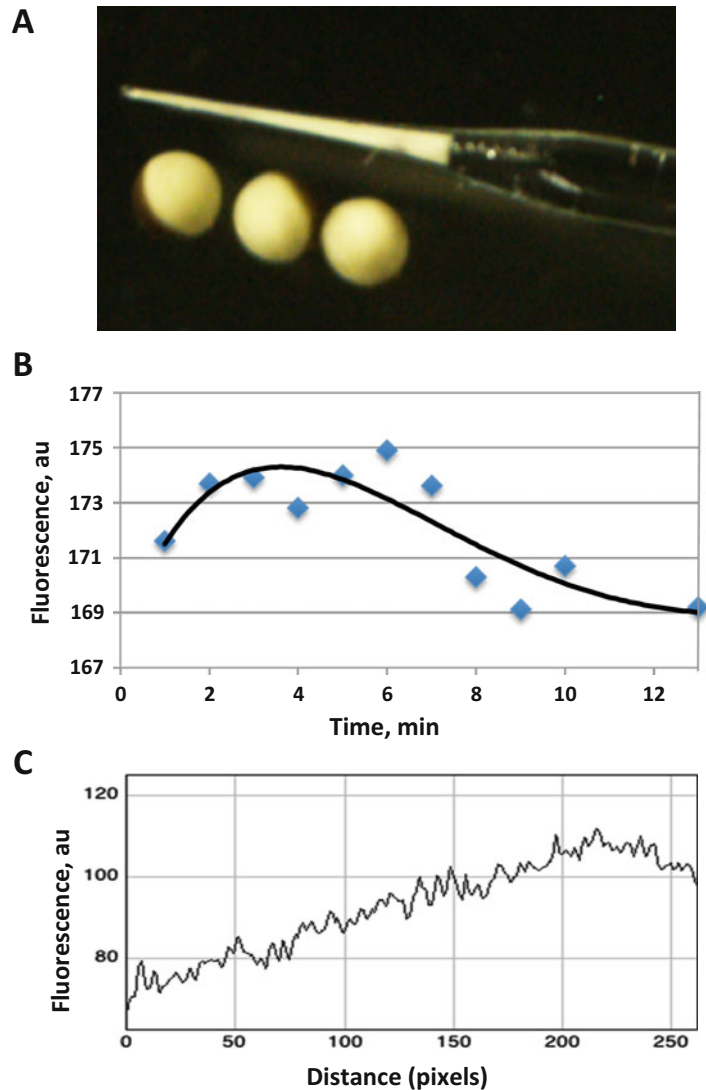 A
B
177
175
173
171
169
167
Fluorescence, au
0 2 4 6 8 10 12
Time, min
C
120
100
80
Fluorescence, au
0 50 100 150 200 250
Distance (pixels)